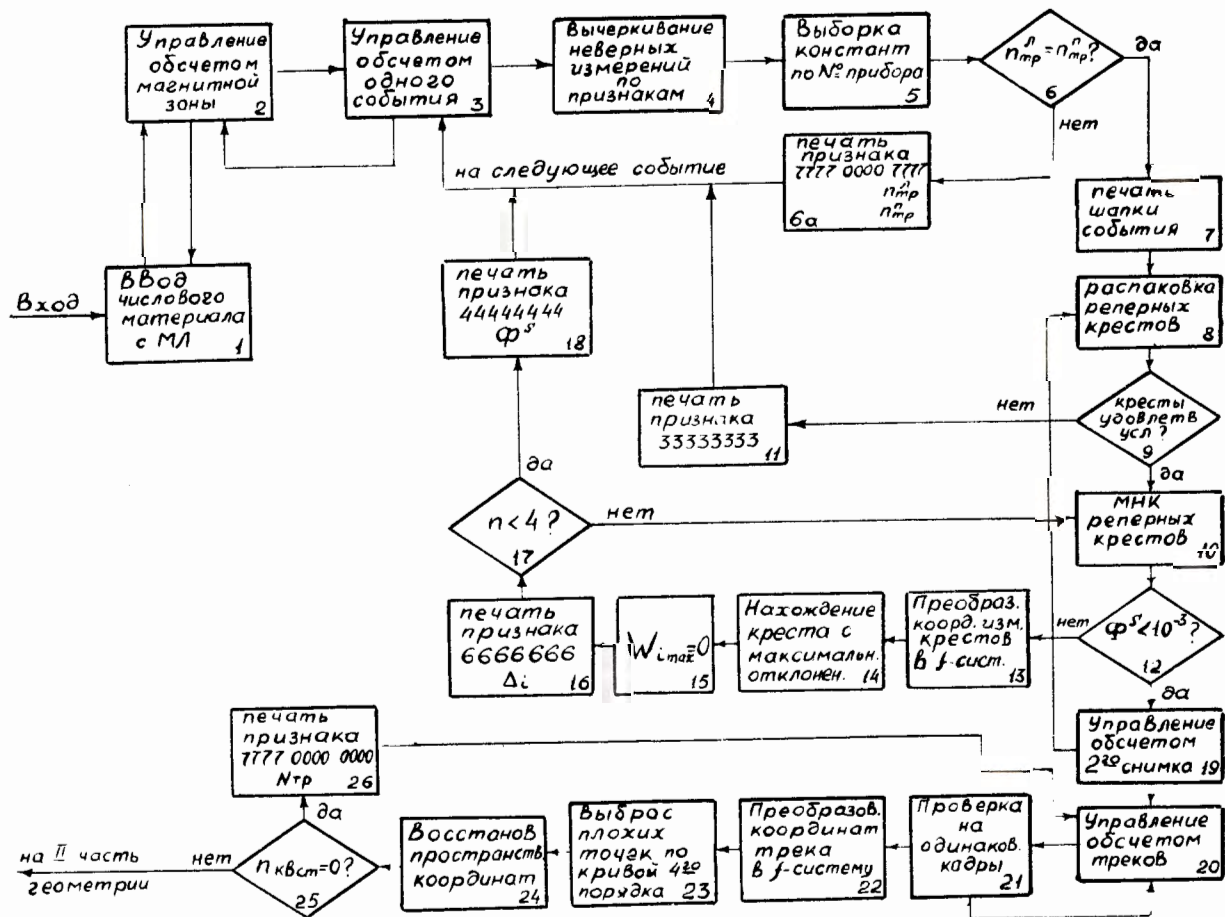 Управление
обсчетом
магнитной
зоны 2
Управление
обсчетом
одного
события 3
Вычеркивание
неверных
измерений
по
признакам 4
Выборка
констант
по № прибора
5
n^л_тр = n^п_тр?
6
да
нет
печать
признака
7777 0000 7777
n^л_тр
n^п_тр
6а
на следующее событие
печать
шапки
события 7
Вход
Ввод
числового
материала
с МЛ 1
печать
признака
44444444
Ф^s 18
распаковка
реперных
крестов 8
печать
признака
33333333
11
нет
кресты
удовлетв
усл?
9
да
да
n<4?
17
нет
МНК
реперных
крестов
10
печать
признака
6666666
Δi 16
W i max=0
15
Нахождение
креста с
максимальн.
отклонен. 14
Преобраз.
коорд. изм.
крестов
в f-сист. 13
нет
Ф^s<10^-3?
12
да
печать
признака
7777 0000 0000
Nтр 26
Управление
обсчетом
2го снимка 19
да
на II часть
геометрии
нет
n квст=0?
25
Восстанов
пространств.
координат 24
Выброс
плохих
точек по
кривой 4го
порядка 23
Преобразов.
координат
трека
в f-систему
22
Проверка
на
одинаков.
кадры
21
Управление
обсчетом
треков 20